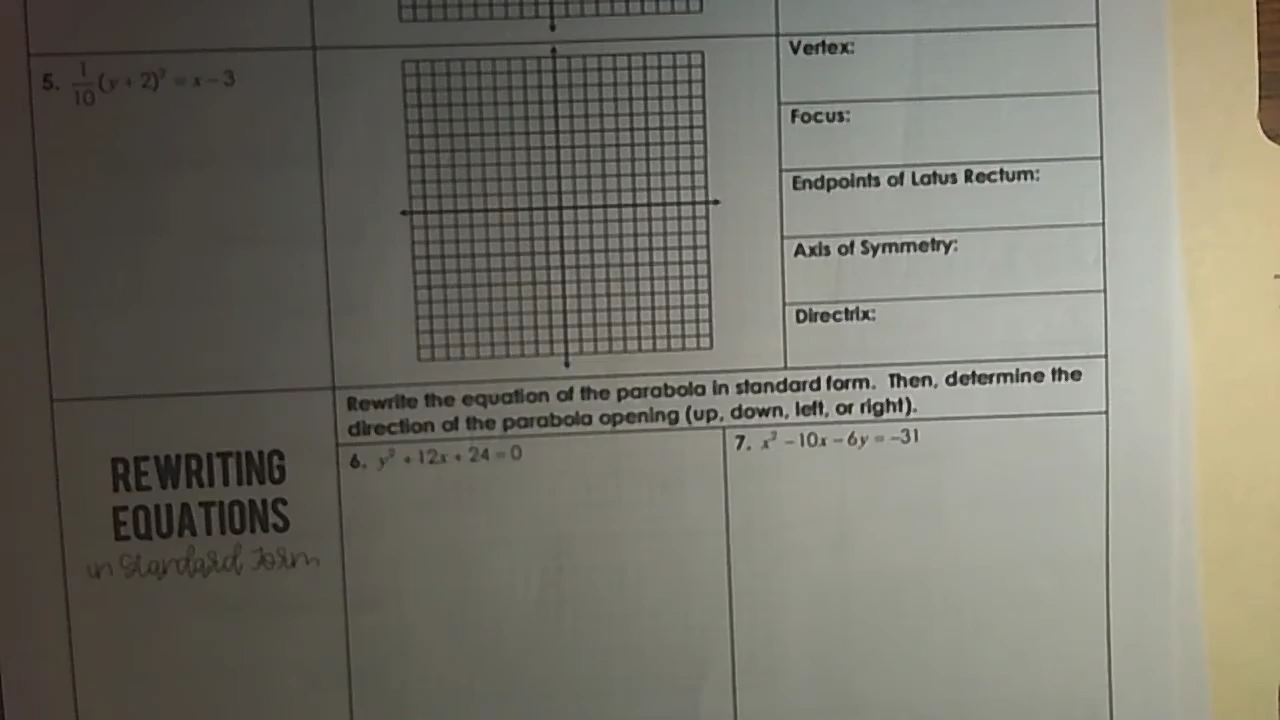 5. 1/10 (y + 2)² = x − 3
Vertex:
Focus:
Endpoints of Latus Rectum:
Axis of Symmetry:
Directrix:
REWRITING
EQUATIONS
in Standard Form
Rewrite the equation of the parabola in standard form. Then, determine the
direction of the parabola opening (up, down, left, or right).
6. y² + 12x + 24 = 0
7. x² − 10x − 6y = −31